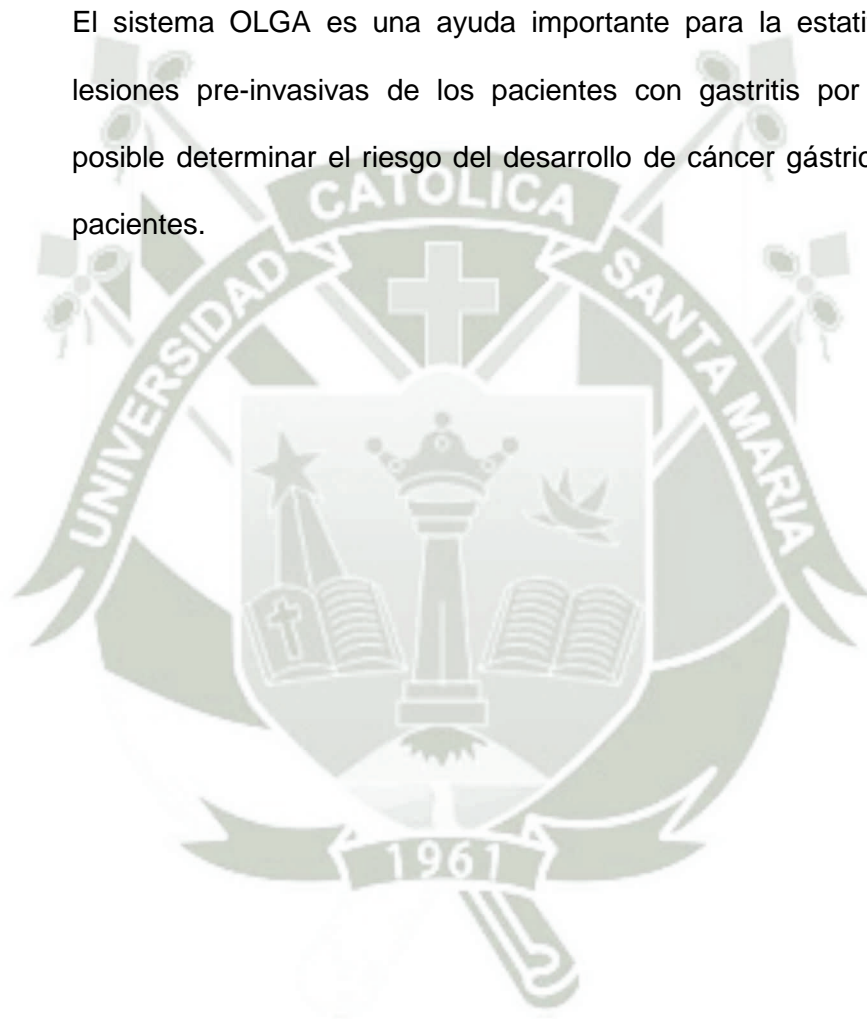 El sistema OLGA es una ayuda importante para la estati
lesiones pre-invasivas de los pacientes con gastritis por
posible determinar el riesgo del desarrollo de cáncer gástric
pacientes.
UNIVERSIDAD CATOLICA SANTA MARIA
1961